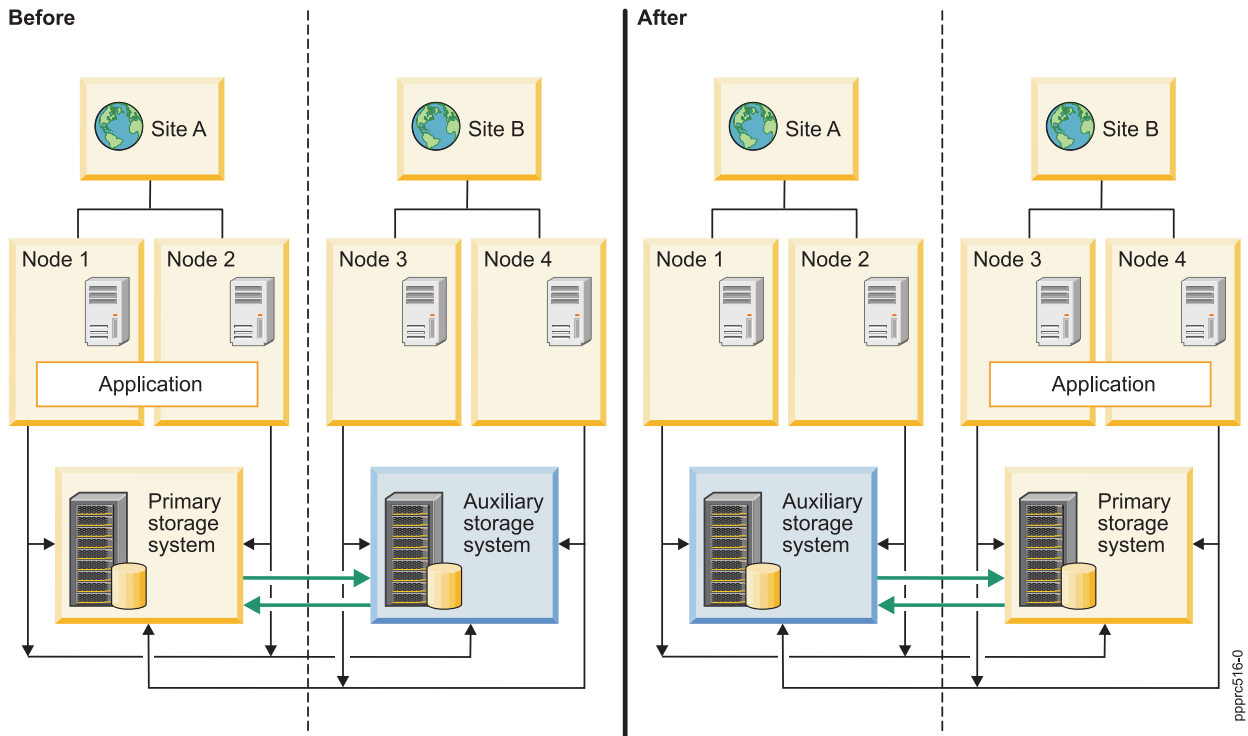 Before
Site A
Site B
Node 1
Node 2
Node 3
Node 4
Application
Primary
storage
system
Auxiliary
storage
system
After
Site A
Site B
Node 1
Node 2
Node 3
Node 4
Application
Auxiliary
storage
system
Primary
storage
system
ppprc516-0